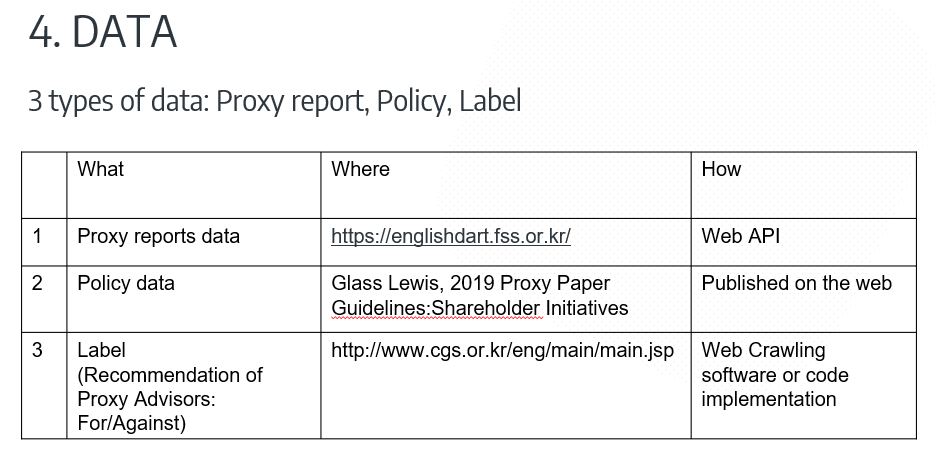 4. DATA
3 types of data: Proxy report, Policy, Label
What
Where
How
1
Proxy reports data
https://englishdart.fss.or.kr/
Web API
2
Policy data
Glass Lewis, 2019 Proxy Paper
Guidelines:Shareholder Initiatives
Published on the web
3
Label
(Recommendation of
Proxy Advisors:
For/Against)
http://www.cgs.or.kr/eng/main/main.jsp
Web Crawling
software or code
implementation